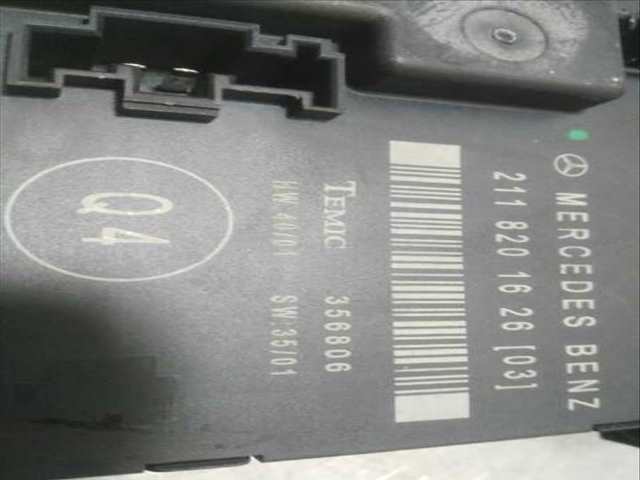 MERCEDES BENZ
211 820 16 26 [03]
TEMIC 356806
HW:40/01 SW:35/01
Q4